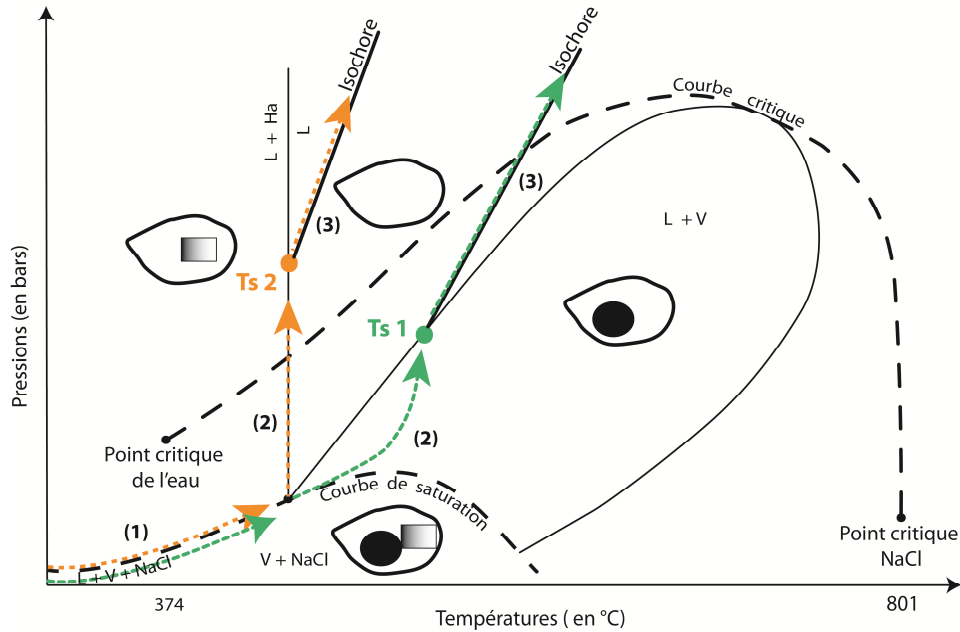 Isochore
Isochore
L + Ha
L
Courbe critique
(3)
(3)
L + V
Ts 2
Ts 1
Pressions (en bars)
(2)
(2)
Point critique
de l'eau
Courbe de saturation
(1)
V + NaCl
L + V + NaCl
Point critique
NaCl
374
801
Températures ( en °C)